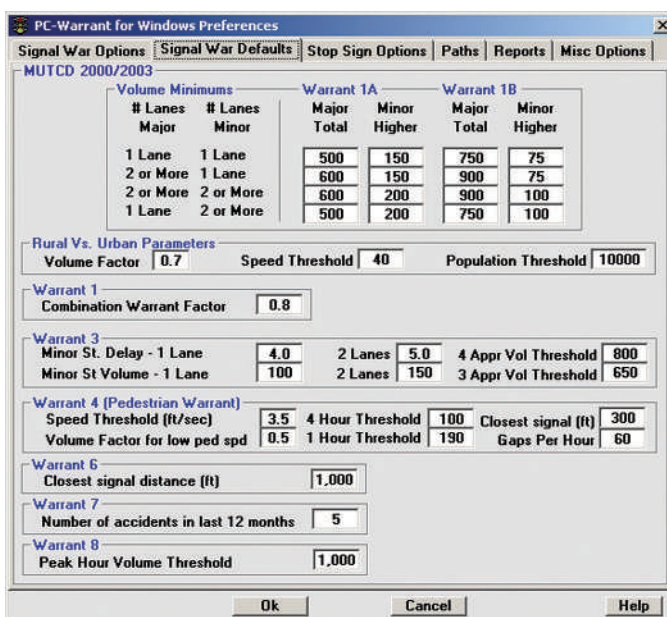 PC-Warrant for Windows Preferences
Signal War Options Signal War Defaults Stop Sign Options Paths Reports Misc Options
MUTCD 2000/2003
Volume Minimums Warrant 1A Warrant 1B
# Lanes # Lanes Major Minor Major Minor
Major Minor Total Higher Total Higher
1 Lane 1 Lane 500 150 750 75
2 or More 1 Lane 600 150 900 75
2 or More 2 or More 600 200 900 100
1 Lane 2 or More 500 200 750 100
Rural Vs. Urban Parameters
Volume Factor 0.7 Speed Threshold 40 Population Threshold 10000
Warrant 1
Combination Warrant Factor 0.8
Warrant 3
Minor St. Delay - 1 Lane 4.0 2 Lanes 5.0 4 Appr Vol Threshold 800
Minor St Volume - 1 Lane 100 2 Lanes 150 3 Appr Vol Threshold 650
Warrant 4 (Pedestrian Warrant)
Speed Threshold (ft/sec) 3.5 4 Hour Threshold 100 Closest signal (ft) 300
Volume Factor for low ped spd 0.5 1 Hour Threshold 190 Gaps Per Hour 60
Warrant 6
Closest signal distance (ft) 1,000
Warrant 7
Number of accidents in last 12 months 5
Warrant 8
Peak Hour Volume Threshold 1,000
Ok Cancel Help